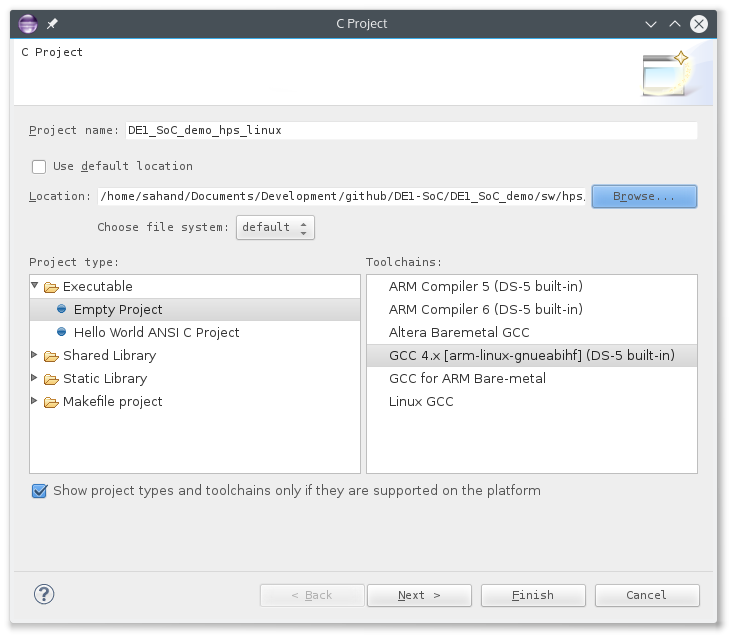 C Project
C Project
Project name: DE1_SoC_demo_hps_linux
Use default location
Location: /home/sahand/Documents/Development/github/DE1-SoC/DE1_SoC_demo/sw/hps, Browse...
Choose file system: default
Project type: Toolchains:
Executable ARM Compiler 5 (DS-5 built-in)
Empty Project ARM Compiler 6 (DS-5 built-in)
Hello World ANSI C Project Altera Baremetal GCC
Shared Library GCC 4.x [arm-linux-gnueabihf] (DS-5 built-in)
Static Library GCC for ARM Bare-metal
Makefile project Linux GCC
Show project types and toolchains only if they are supported on the platform
? < Back Next > Finish Cancel